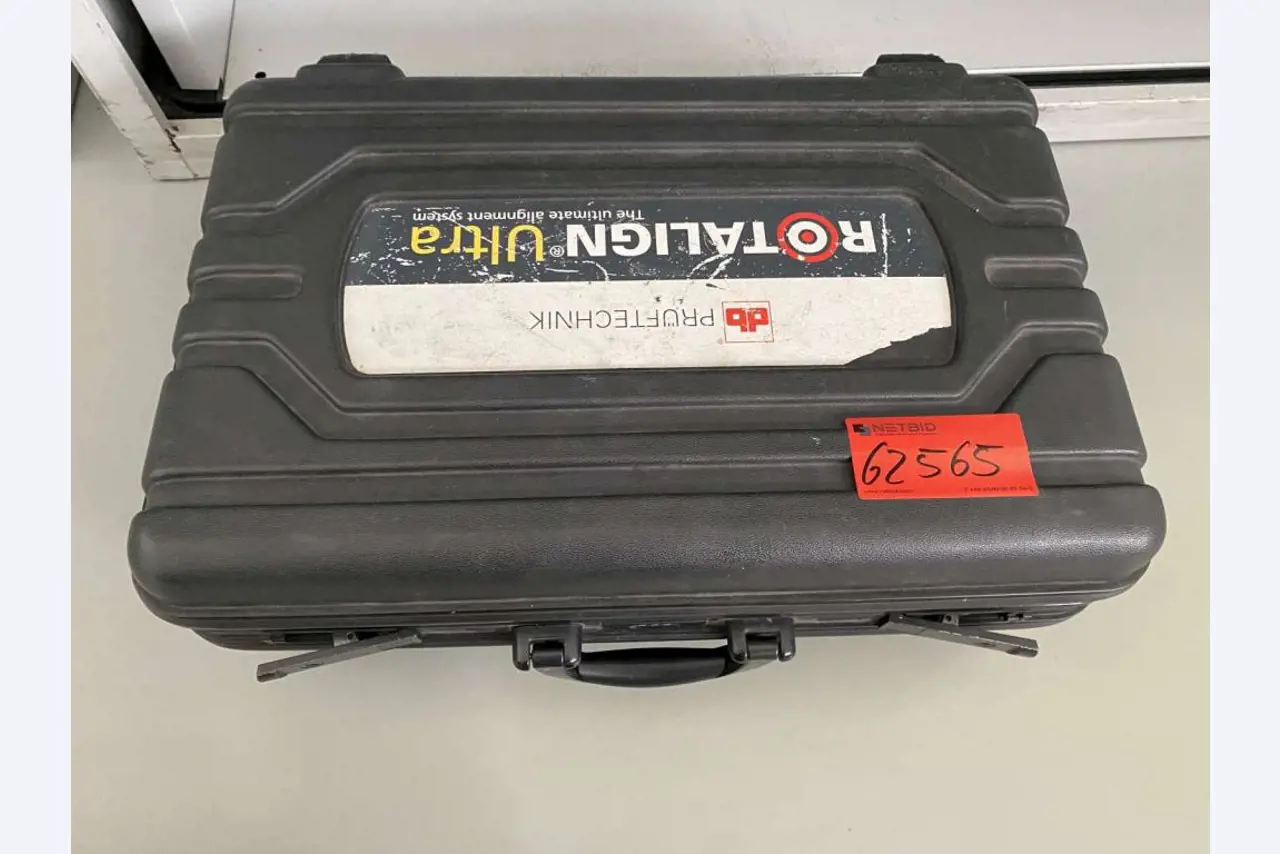 ROTALIGN® Ultra
The ultimate alignment system
PRÜFTECHNIK
NETBID
62565